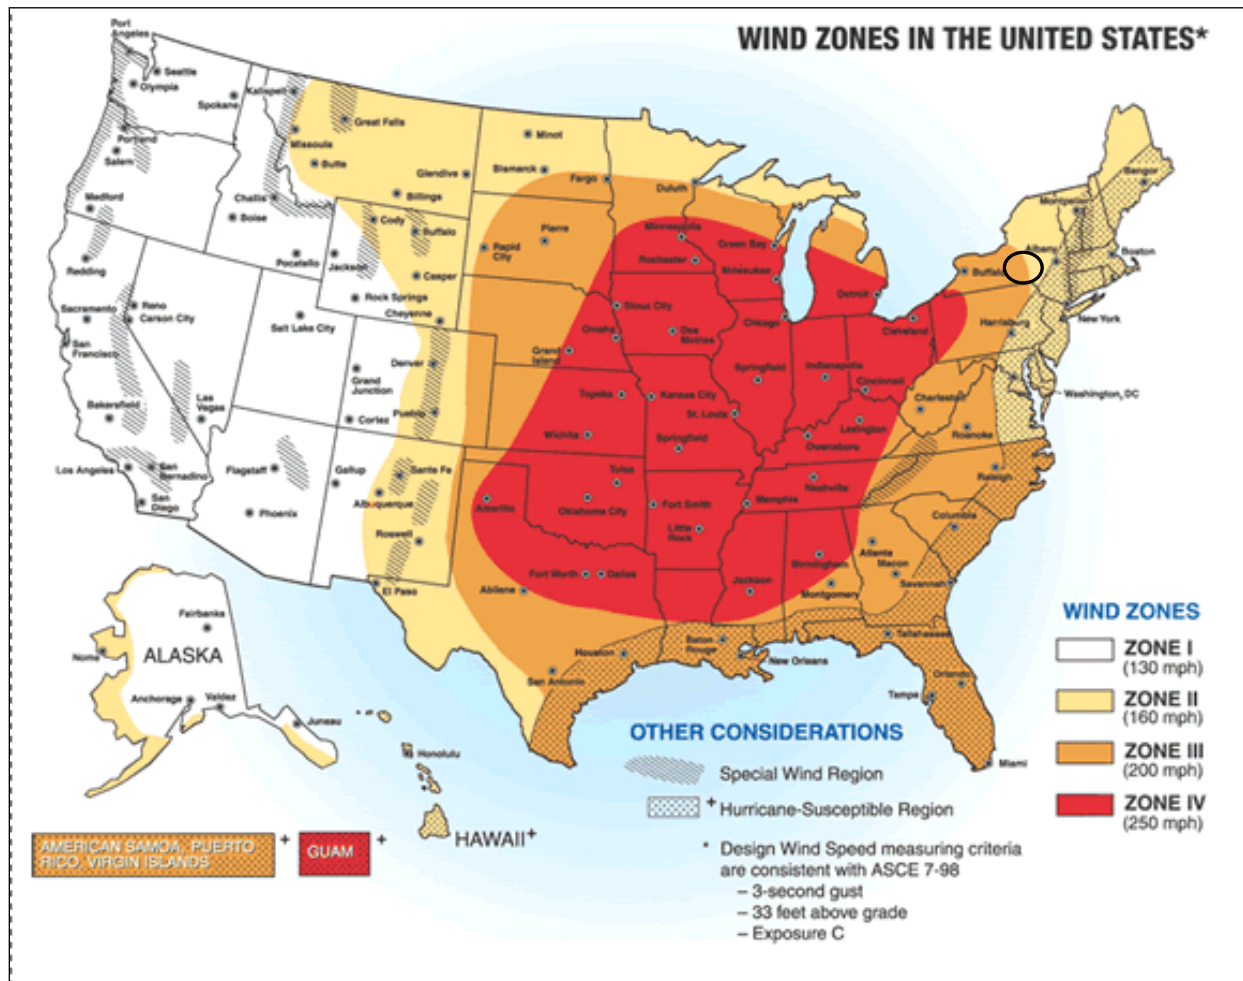 WIND ZONES IN THE UNITED STATES*
Port
Angeles
Seattle
Olympia
Spokane
Kalispell
Great Falls
Minot
Portland
Salem
Missoula
Butte
Glendive
Bismarck
Fargo
Duluth
Bangor
Medford
Challis
Boise
Billings
Cody
Buffalo
Pierre
Rapid
City
Minneapolis
Green Bay
Montpelier
Albany
Boston
Redding
Pocatello
Jackson
Casper
Rochester
Milwaukee
Buffalo
Detroit
Rock Springs
Cheyenne
Sacramento
Reno
Carson City
Salt Lake City
Sioux City
Omaha
Des
Moines
Chicago
Cleveland
Harrisburg
New York
San
Francisco
Grand
Island
Denver
Grand
Junction
Springfield
Indianapolis
Cincinnati
Washington, DC
Bakersfield
Las
Vegas
Cortez
Pueblo
Topeka
Kansas City
St. Louis
Charleston
Lexington
Roanoke
Wichita
Springfield
Owensboro
Los Angeles
San
Bernadino
Flagstaff
Gallup
Sante Fe
Tulsa
Nashville
Raleigh
San
Diego
Phoenix
Albuquerque
Amarillo
Oklahoma City
Fort Smith
Memphis
Columbia
Roswell
Little
Rock
Atlanta
Macon
Birmingham
Savannah
El Paso
Abilene
Fort Worth
Dallas
Jackson
Montgomery
Houston
Baton
Rouge
New Orleans
Tallahassee
San Antonio
Orlando
Tampa
Miami
Fairbanks
Nome
ALASKA
Anchorage
Valdez
Juneau
Honolulu
HAWAII+
AMERICAN SAMOA, PUERTO
RICO, VIRGIN ISLANDS
+
GUAM
+
OTHER CONSIDERATIONS
Special Wind Region
+ Hurricane-Susceptible Region
* Design Wind Speed measuring criteria
are consistent with ASCE 7-98
– 3-second gust
– 33 feet above grade
– Exposure C
WIND ZONES
ZONE I
(130 mph)
ZONE II
(160 mph)
ZONE III
(200 mph)
ZONE IV
(250 mph)